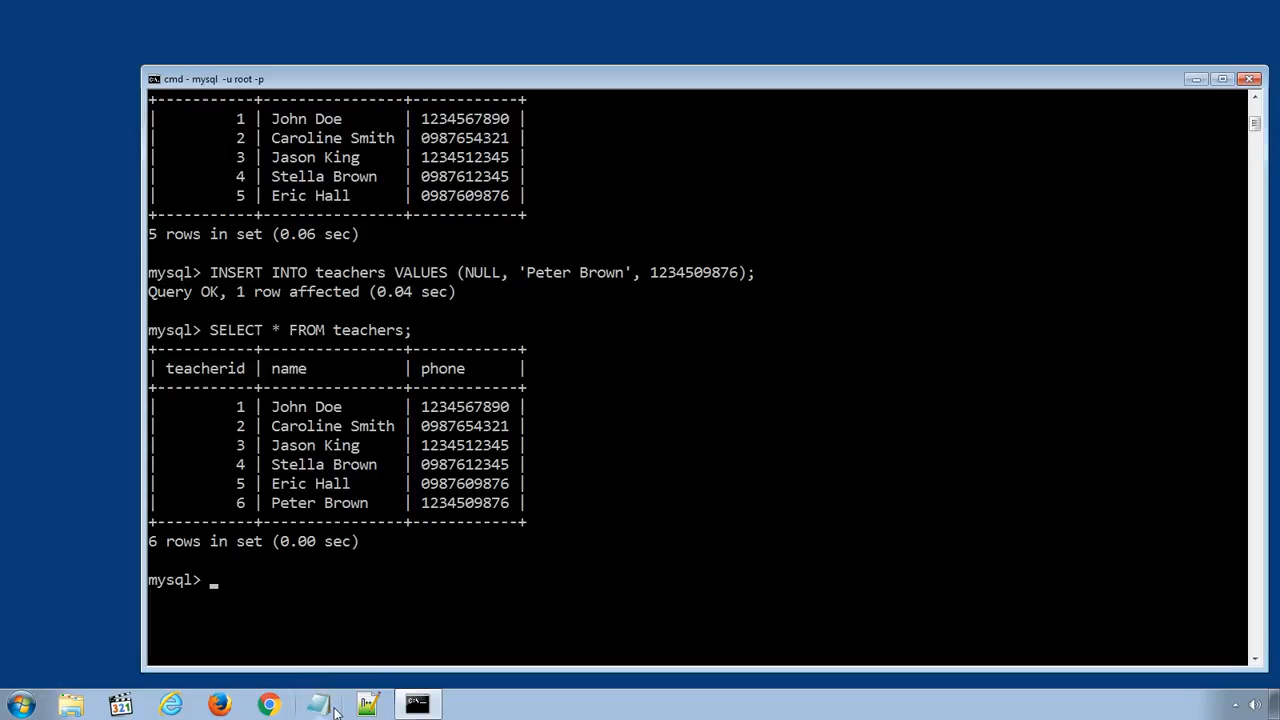 cmd - mysql  -u root -p
+-----------+---------------+------------+
|         1 | John Doe      | 1234567890 |
|         2 | Caroline Smith | 0987654321 |
|         3 | Jason King    | 1234512345 |
|         4 | Stella Brown  | 0987612345 |
|         5 | Eric Hall     | 0987609876 |
+-----------+---------------+------------+
5 rows in set (0.06 sec)
mysql> INSERT INTO teachers VALUES (NULL, 'Peter Brown', 1234509876);
Query OK, 1 row affected (0.04 sec)
mysql> SELECT * FROM teachers;
+-----------+---------------+------------+
| teacherid | name          | phone      |
+-----------+---------------+------------+
|         1 | John Doe      | 1234567890 |
|         2 | Caroline Smith | 0987654321 |
|         3 | Jason King    | 1234512345 |
|         4 | Stella Brown  | 0987612345 |
|         5 | Eric Hall     | 0987609876 |
|         6 | Peter Brown   | 1234509876 |
+-----------+---------------+------------+
6 rows in set (0.00 sec)
mysql> _
321